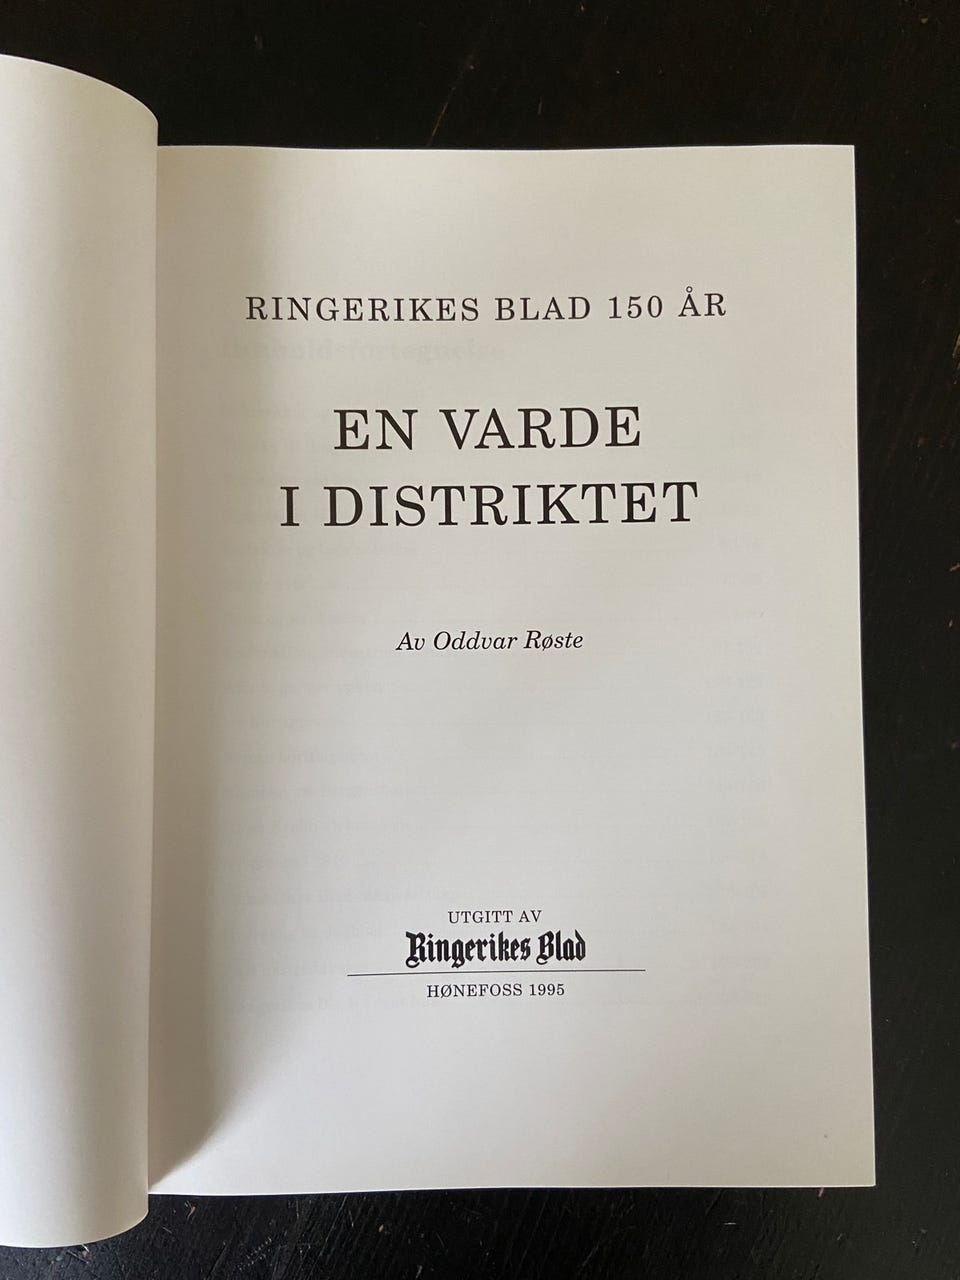 RINGERIKES BLAD 150 ÅR
EN VARDE
I DISTRIKTET
Av Oddvar Røste
UTGITT AV
Ringerikes Blad
HØNEFOSS 1995